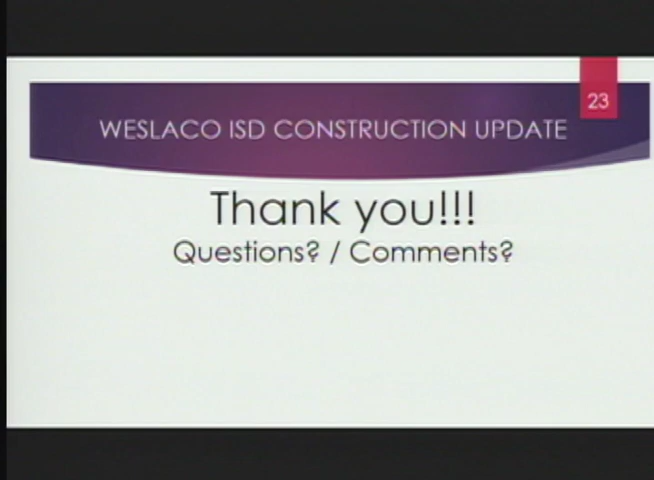 23
WESLACO ISD CONSTRUCTION UPDATE
Thank you!!!
Questions? / Comments?